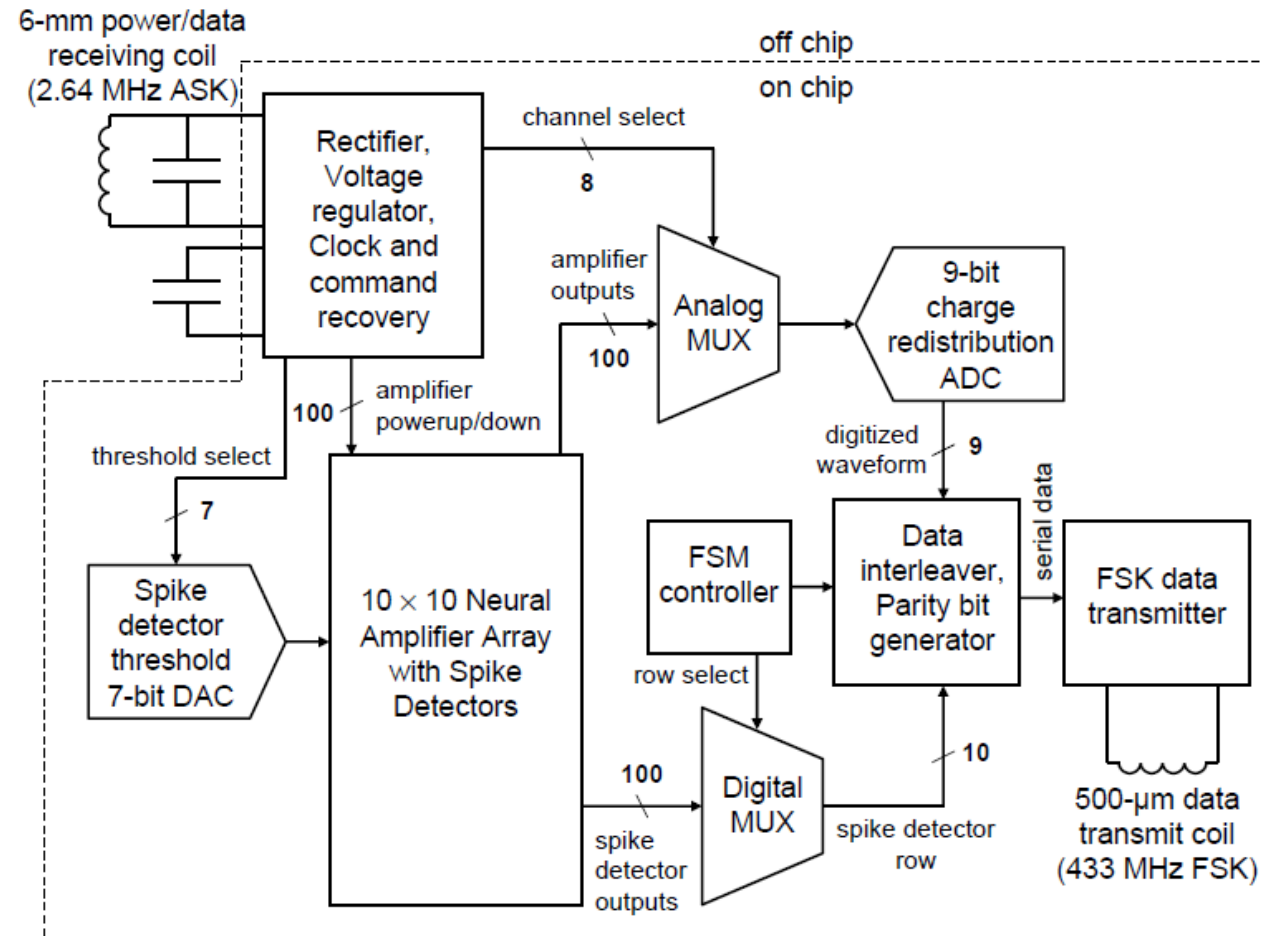 6-mm power/data
receiving coil
(2.64 MHz ASK)
off chip
on chip
Rectifier,
Voltage
regulator,
Clock and
command
recovery
channel select
8
amplifier
outputs
100
Analog
MUX
9-bit
charge
redistribution
ADC
100
amplifier
powerup/down
threshold select
7
digitized
waveform
9
Spike
detector
threshold
7-bit DAC
10 × 10 Neural
Amplifier Array
with Spike
Detectors
FSM
controller
row select
Data
interleaver,
Parity bit
generator
serial data
FSK data
transmitter
100
spike
detector
outputs
Digital
MUX
10
spike detector
row
500-μm data
transmit coil
(433 MHz FSK)